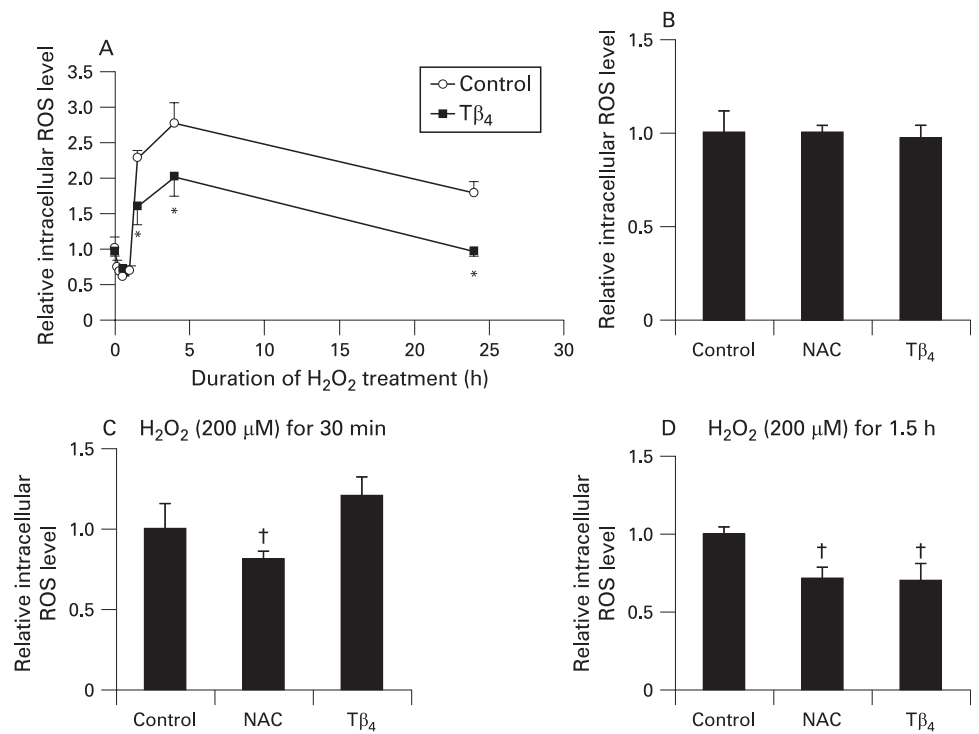 A
Relative intracellular ROS level
3.5
3.0
2.5
2.0
1.5
1.0
0.5
0
Control
Tβ₄
*
*
*
0
5
10
15
20
25
30
Duration of H₂O₂ treatment (h)
B
Relative intracellular ROS level
1.5
1.0
0.5
0
Control
NAC
Tβ₄
C
H₂O₂ (200 μM) for 30 min
Relative intracellular
ROS level
1.5
1.0
0.5
0
†
Control
NAC
Tβ₄
D
H₂O₂ (200 μM) for 1.5 h
Relative intracellular
ROS level
1.5
1.0
0.5
0
†
†
Control
NAC
Tβ₄